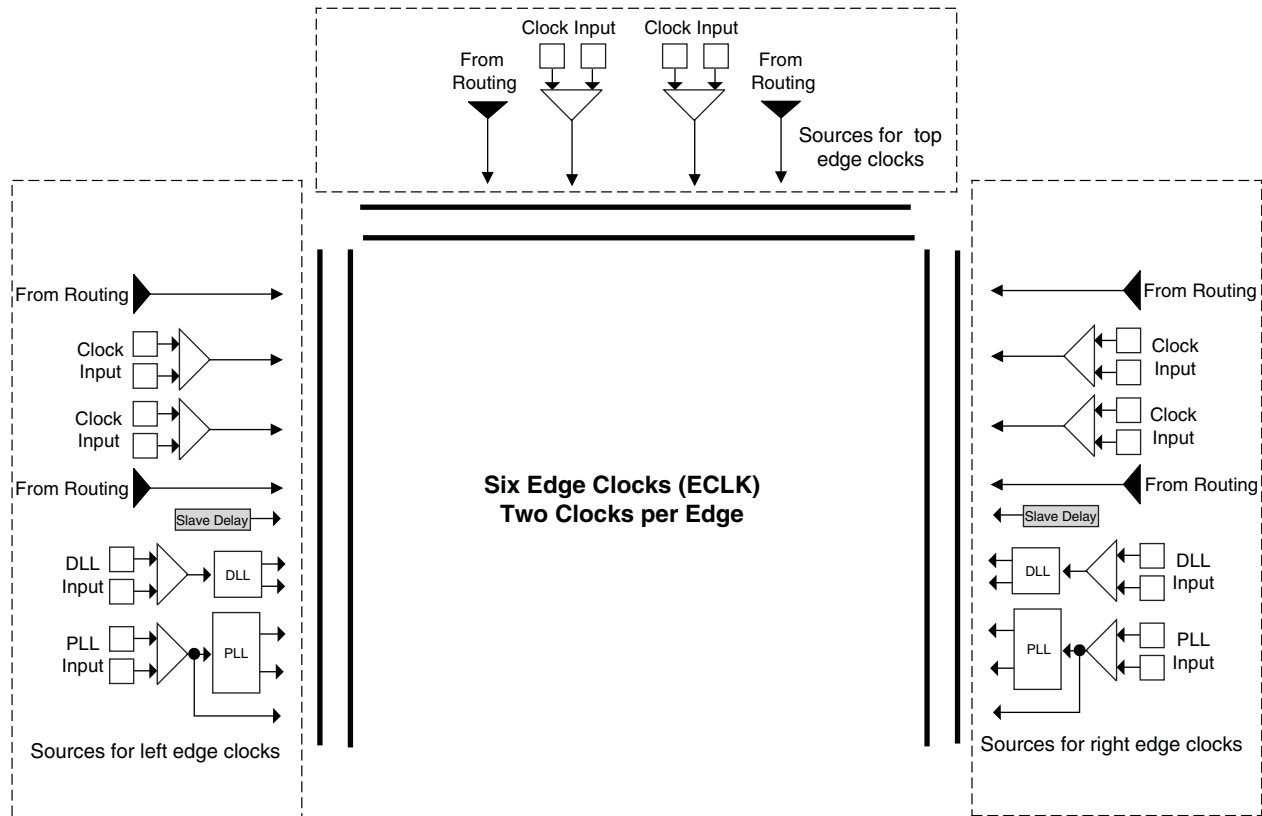 Clock Input
Clock Input
From
Routing
From
Routing
Sources for top
edge clocks
From Routing
Clock
Input
Clock
Input
From Routing
Slave Delay
DLL
Input
DLL
PLL
Input
PLL
Sources for left edge clocks
Six Edge Clocks (ECLK)
Two Clocks per Edge
From Routing
Clock
Input
Clock
Input
From Routing
Slave Delay
DLL
DLL
Input
PLL
PLL
Input
Sources for right edge clocks